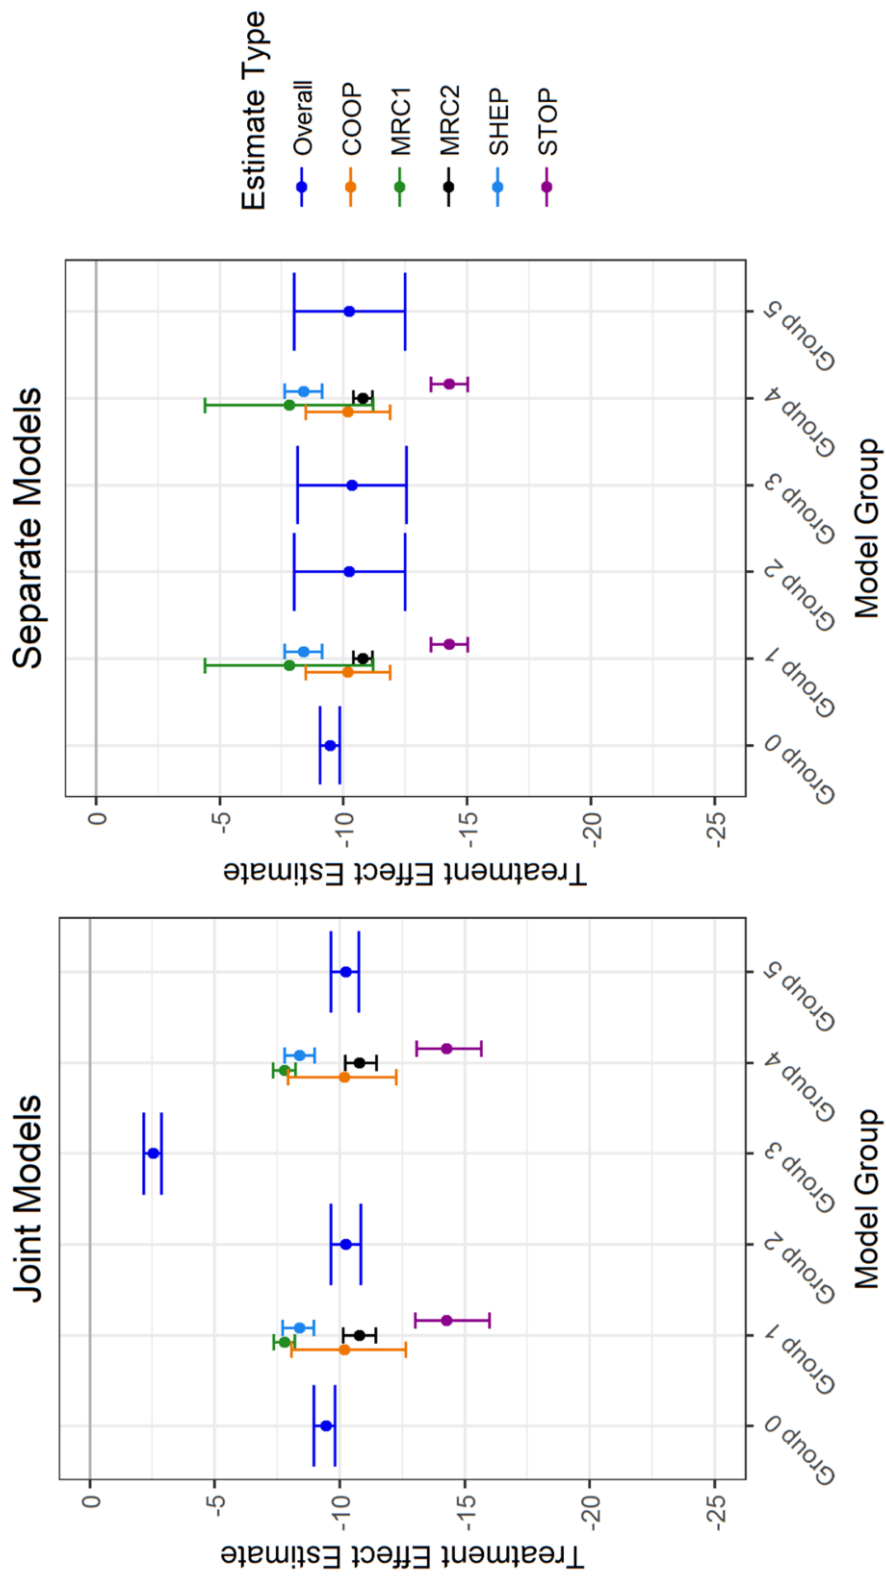 Joint Models
Treatment Effect Estimate
0
-5
-10
-15
-20
-25
Group 0
Group 1
Group 2
Group 3
Group 4
Group 5
Model Group
Separate Models
Treatment Effect Estimate
0
-5
-10
-15
-20
-25
Group 0
Group 1
Group 2
Group 3
Group 4
Group 5
Model Group
Estimate Type
Overall
COOP
MRC1
MRC2
SHEP
STOP